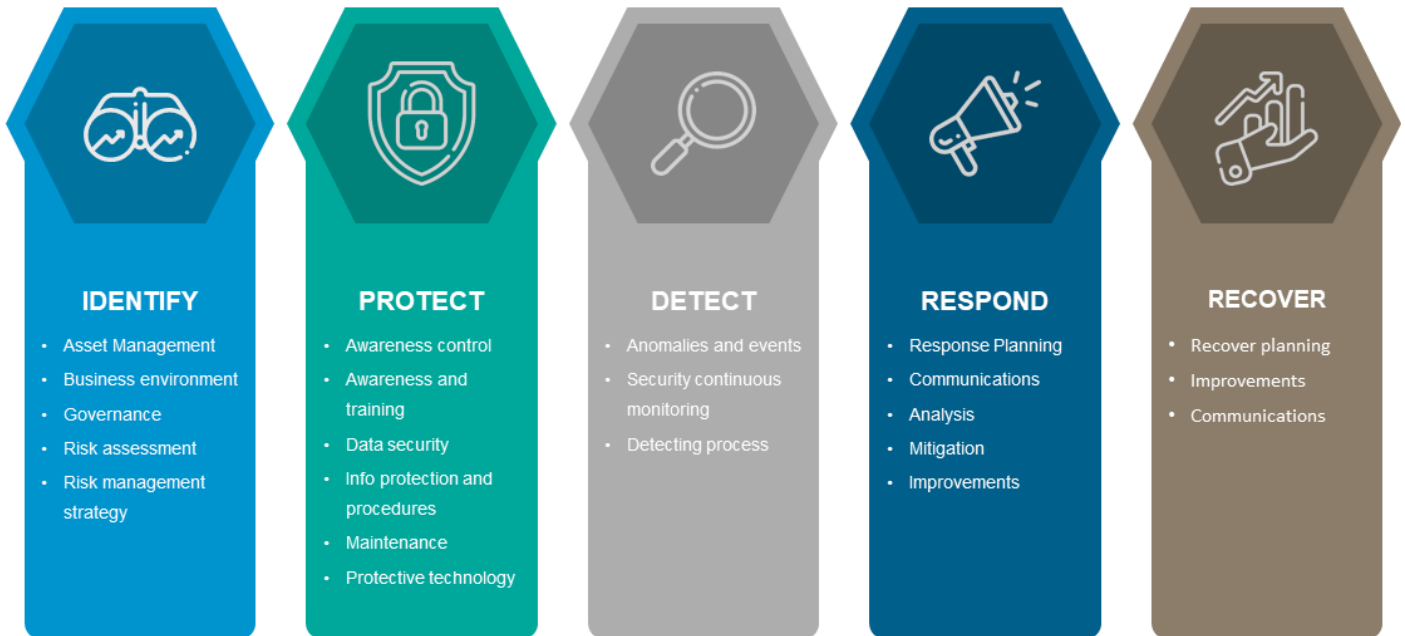 IDENTIFY
• Asset Management
• Business environment
• Governance
• Risk assessment
• Risk management
strategy
PROTECT
• Awareness control
• Awareness and
training
• Data security
• Info protection and
procedures
• Maintenance
• Protective technology
DETECT
• Anomalies and events
• Security continuous
monitoring
• Detecting process
RESPOND
• Response Planning
• Communications
• Analysis
• Mitigation
• Improvements
RECOVER
• Recover planning
• Improvements
• Communications